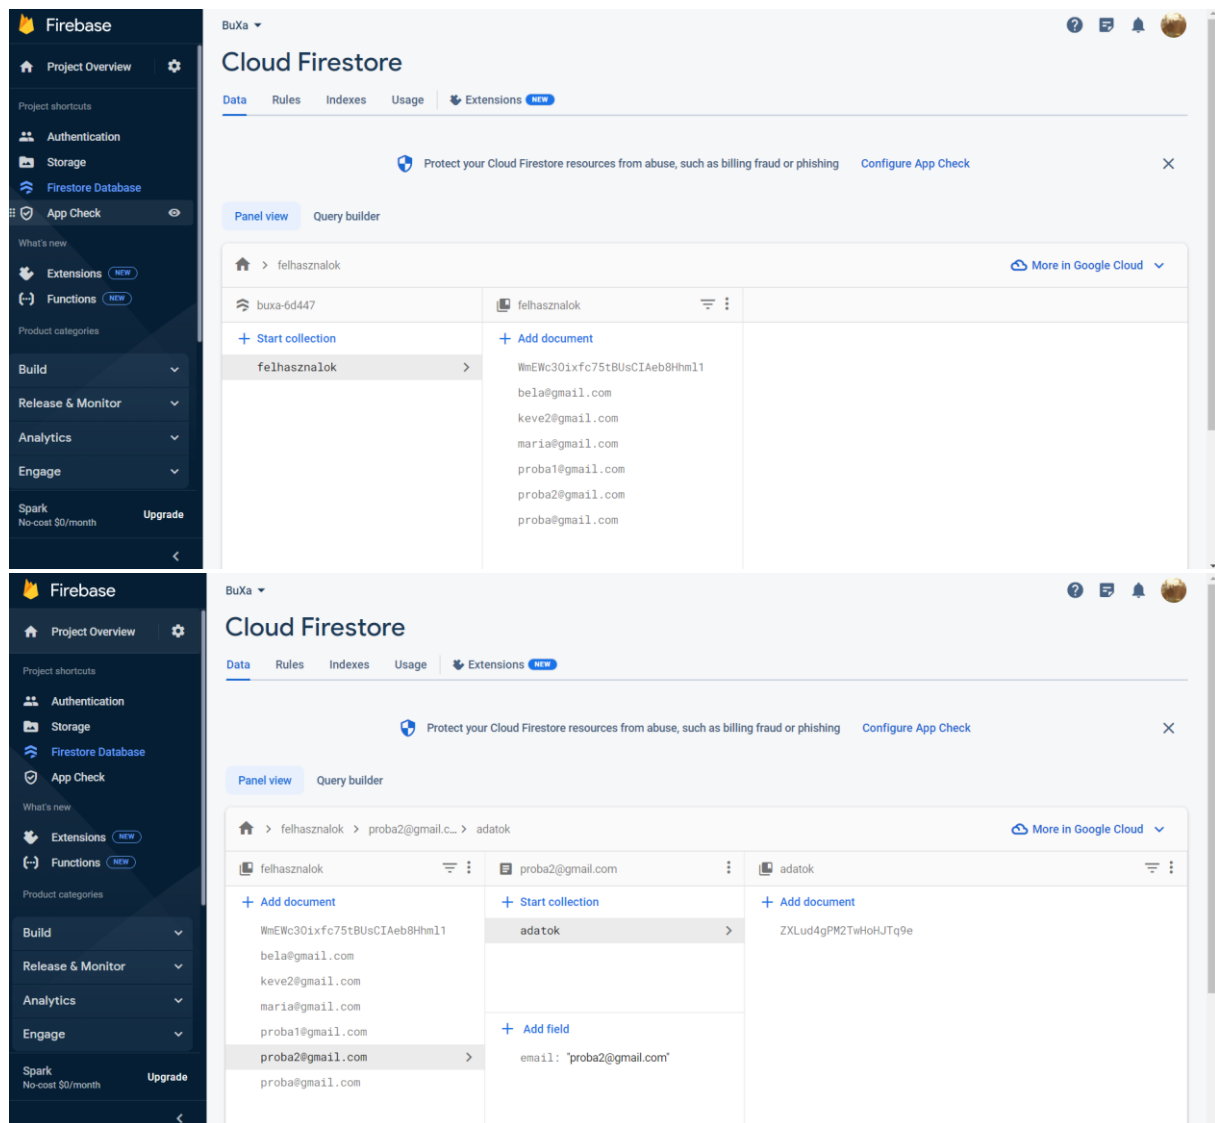 Firebase
Project Overview
Project shortcuts
Authentication
Storage
Firestore Database
App Check
What's new
Extensions NEW
Functions NEW
Product categories
Build
Release & Monitor
Analytics
Engage
Spark
No-cost $0/month
Upgrade
BuXa
Cloud Firestore
Data Rules Indexes Usage Extensions NEW
Protect your Cloud Firestore resources from abuse, such as billing fraud or phishing Configure App Check
Panel view Query builder
felhasznalok
More in Google Cloud
buxa-6d447
Start collection
felhasznalok
felhasznalok
Add document
WmEWc3Oixfc75tBUsCIAeb8Hhml1
bela@gmail.com
keve2@gmail.com
maria@gmail.com
proba1@gmail.com
proba2@gmail.com
proba@gmail.com
Firebase
Project Overview
Project shortcuts
Authentication
Storage
Firestore Database
App Check
What's new
Extensions NEW
Functions NEW
Product categories
Build
Release & Monitor
Analytics
Engage
Spark
No-cost $0/month
Upgrade
BuXa
Cloud Firestore
Data Rules Indexes Usage Extensions NEW
Protect your Cloud Firestore resources from abuse, such as billing fraud or phishing Configure App Check
Panel view Query builder
felhasznalok > proba2@gmail.c... > adatok
More in Google Cloud
felhasznalok
Add document
WmEWc3Oixfc75tBUsCIAeb8Hhml1
bela@gmail.com
keve2@gmail.com
maria@gmail.com
proba1@gmail.com
proba2@gmail.com
proba@gmail.com
proba2@gmail.com
Start collection
adatok
Add field
email: "proba2@gmail.com"
adatok
Add document
ZXLud4gPM2TwHoHJTq9e